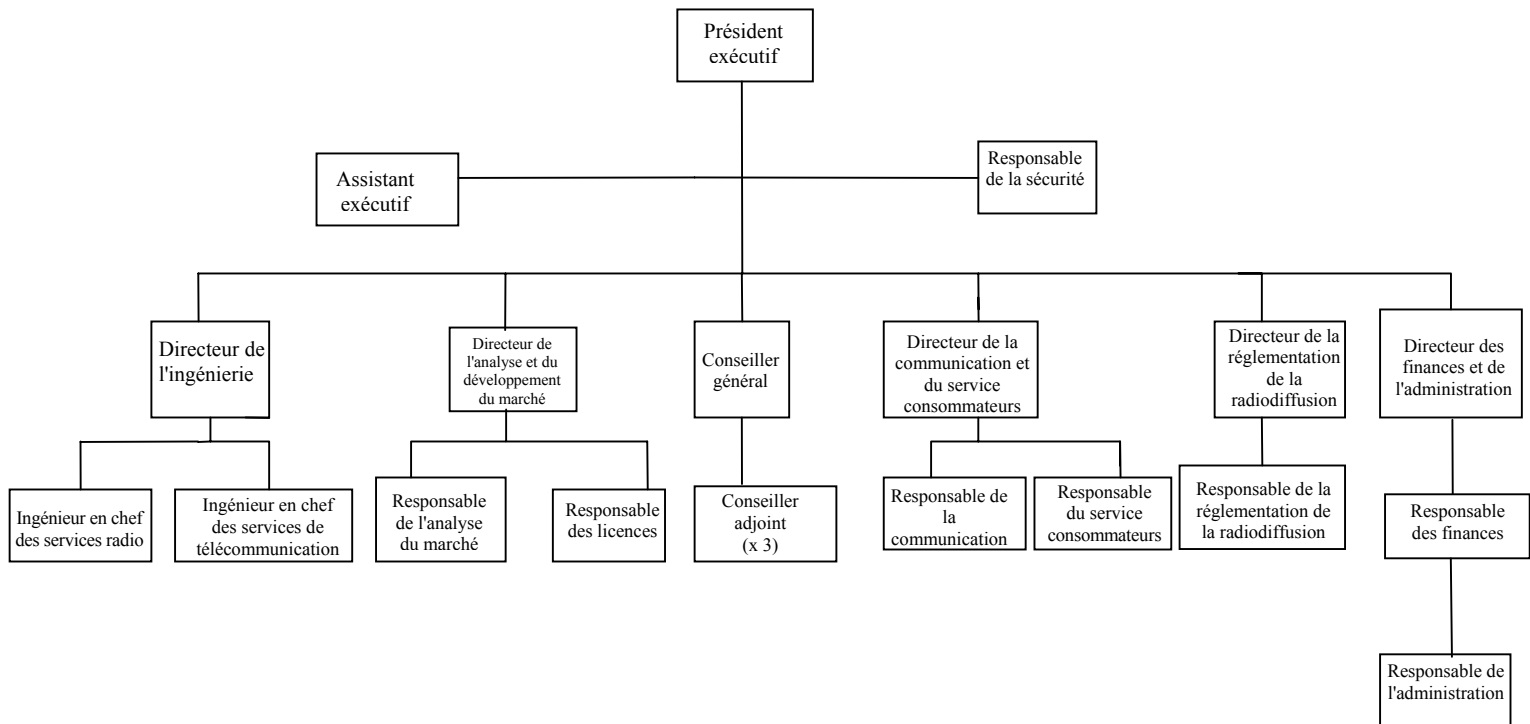 Président
exécutif
Assistant
exécutif
Responsable
de la sécurité
Directeur de
l'ingénierie
Directeur de
l'analyse et du
développement
du marché
Conseiller
général
Directeur de la
communication et
du service
consommateurs
Directeur de la
réglementation
de la
radiodiffusion
Directeur des
finances et de
l'administration
Ingénieur en chef
des services radio
Ingénieur en chef
des services de
télécommunication
Responsable
de l'analyse
du marché
Responsable
des licences
Conseiller
adjoint
(x 3)
Responsable de
la
communication
Responsable
du service
consommateurs
Responsable de la
réglementation de
la radiodiffusion
Responsable
des finances
Responsable de
l'administration